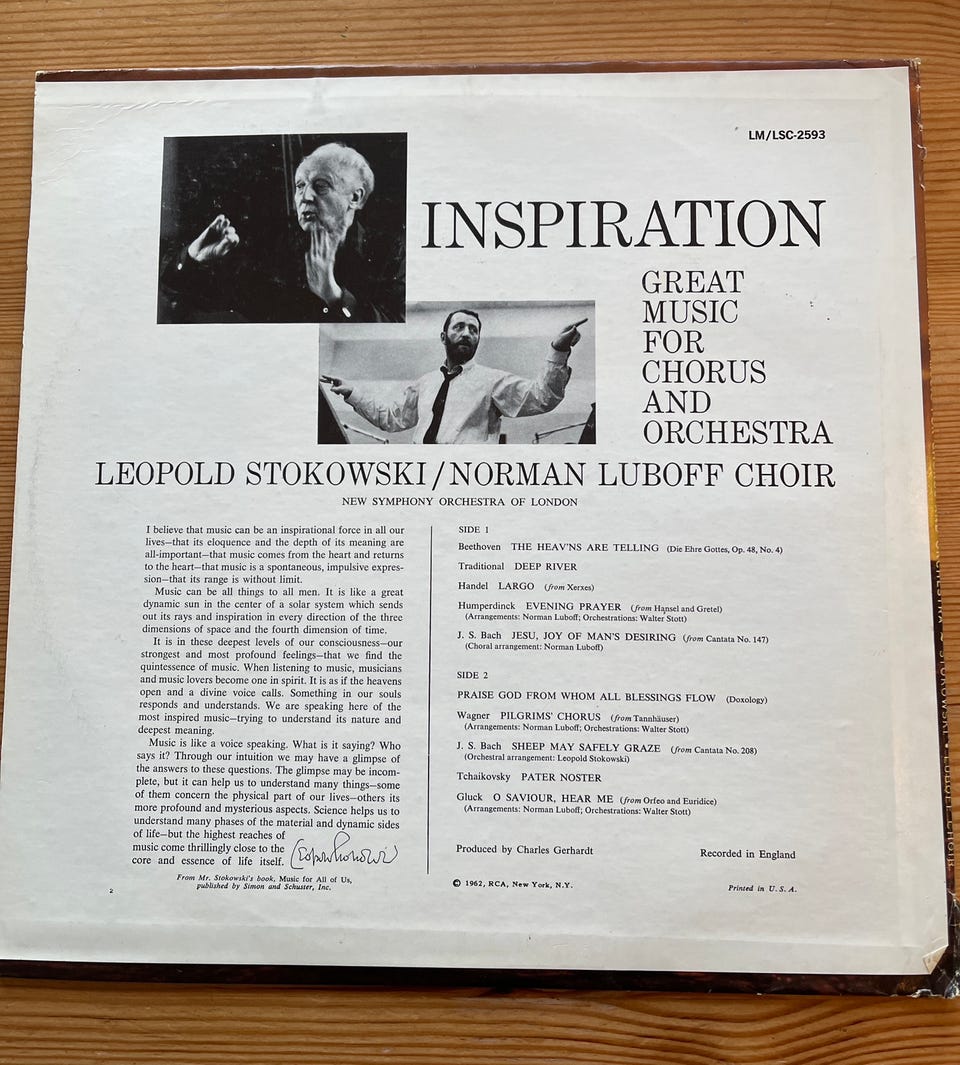 LM/LSC-2593
INSPIRATION
GREAT
MUSIC
FOR
CHORUS
AND
ORCHESTRA
LEOPOLD STOKOWSKI/NORMAN LUBOFF CHOIR
NEW SYMPHONY ORCHESTRA OF LONDON
I believe that music can be an inspirational force in all our
lives—that its eloquence and the depth of its meaning are
all-important—that music comes from the heart and returns
to the heart—that music is a spontaneous, impulsive expres-
sion—that its range is without limit.
Music can be all things to all men. It is like a great
dynamic sun in the center of a solar system which sends
out its rays and inspiration in every direction of the three
dimensions of space and the fourth dimension of time.
It is in these deepest levels of our consciousness—our
strongest and most profound feelings—that we find the
quintessence of music. When listening to music, musicians
and music lovers become one in spirit. It is as if the heavens
open and a divine voice calls. Something in our souls
responds and understands. We are speaking here of the
most inspired music—trying to understand its nature and
deepest meaning.
Music is like a voice speaking. What is it saying? Who
says it? Through our intuition we may have a glimpse of
the answers to these questions. The glimpse may be incom-
plete, but it can help us to understand many things—some
of them concern the physical part of our lives—others its
more profound and mysterious aspects. Science helps us to
understand many phases of the material and dynamic sides
of life—but the highest reaches of
music come thrillingly close to the
core and essence of life itself.
From Mr. Stokowski's book, Music for All of Us,
published by Simon and Schuster, Inc.
2
SIDE 1
Beethoven THE HEAV'NS ARE TELLING (Die Ehre Gottes, Op. 48, No. 4)
Traditional DEEP RIVER
Handel LARGO (from Xerxes)
Humperdinck EVENING PRAYER (from Hansel and Gretel)
(Arrangements: Norman Luboff; Orchestrations: Walter Stott)
J. S. Bach JESU, JOY OF MAN'S DESIRING (from Cantata No. 147)
(Choral arrangement: Norman Luboff)
SIDE 2
PRAISE GOD FROM WHOM ALL BLESSINGS FLOW (Doxology)
Wagner PILGRIMS' CHORUS (from Tannhäuser)
(Arrangements: Norman Luboff; Orchestrations: Walter Stott)
J. S. Bach SHEEP MAY SAFELY GRAZE (from Cantata No. 208)
(Orchestral arrangement: Leopold Stokowski)
Tchaikovsky PATER NOSTER
Gluck O SAVIOUR, HEAR ME (from Orfeo and Euridice)
(Arrangements: Norman Luboff; Orchestrations: Walter Stott)
Produced by Charles Gerhardt
Recorded in England
© 1962, RCA, New York, N.Y.
Printed in U. S. A.